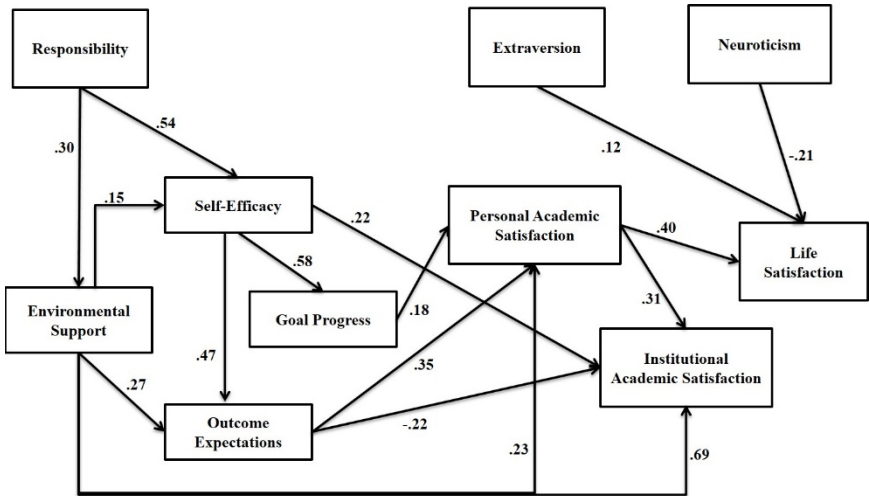 Responsibility
Extraversion
Neuroticism
.54
.30
.12
-.21
.15
Self-Efficacy
.22
Personal Academic
Satisfaction
.40
Life
Satisfaction
.58
.31
Environmental
Support
Goal Progress
.18
.47
.35
Institutional
Academic Satisfaction
.27
Outcome
Expectations
-.22
.23
.69